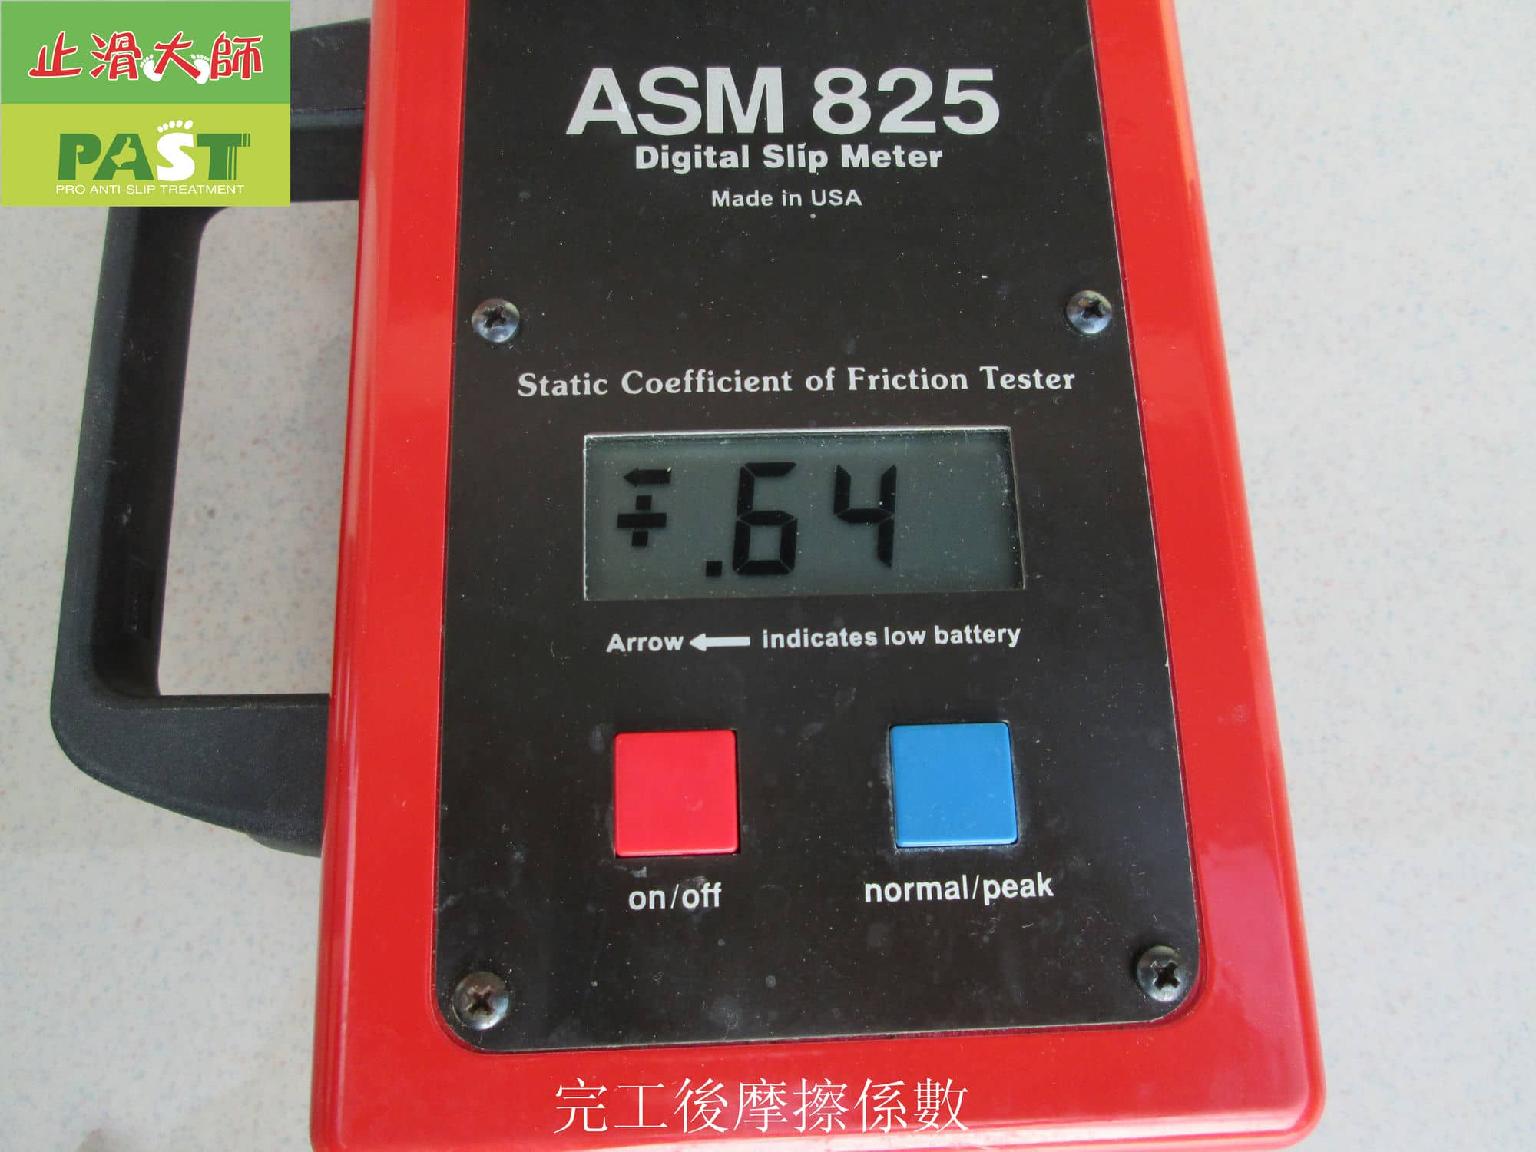 止滑大師
PAST
PRO ANTI SLIP TREATMENT
ASM 825
Digital Slip Meter
Made in USA
Static Coefficient of Friction Tester
+ .64
Arrow ← indicates low battery
on/off
normal/peak
完工後摩擦係數